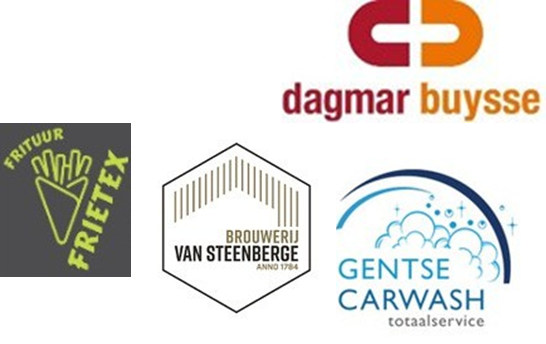 dagmar buysse
FRITUUR
FRIETEX
BROUWERIJ
VAN STEENBERGE
ANNO 1784
GENTSE
CARWASH
totaalservice